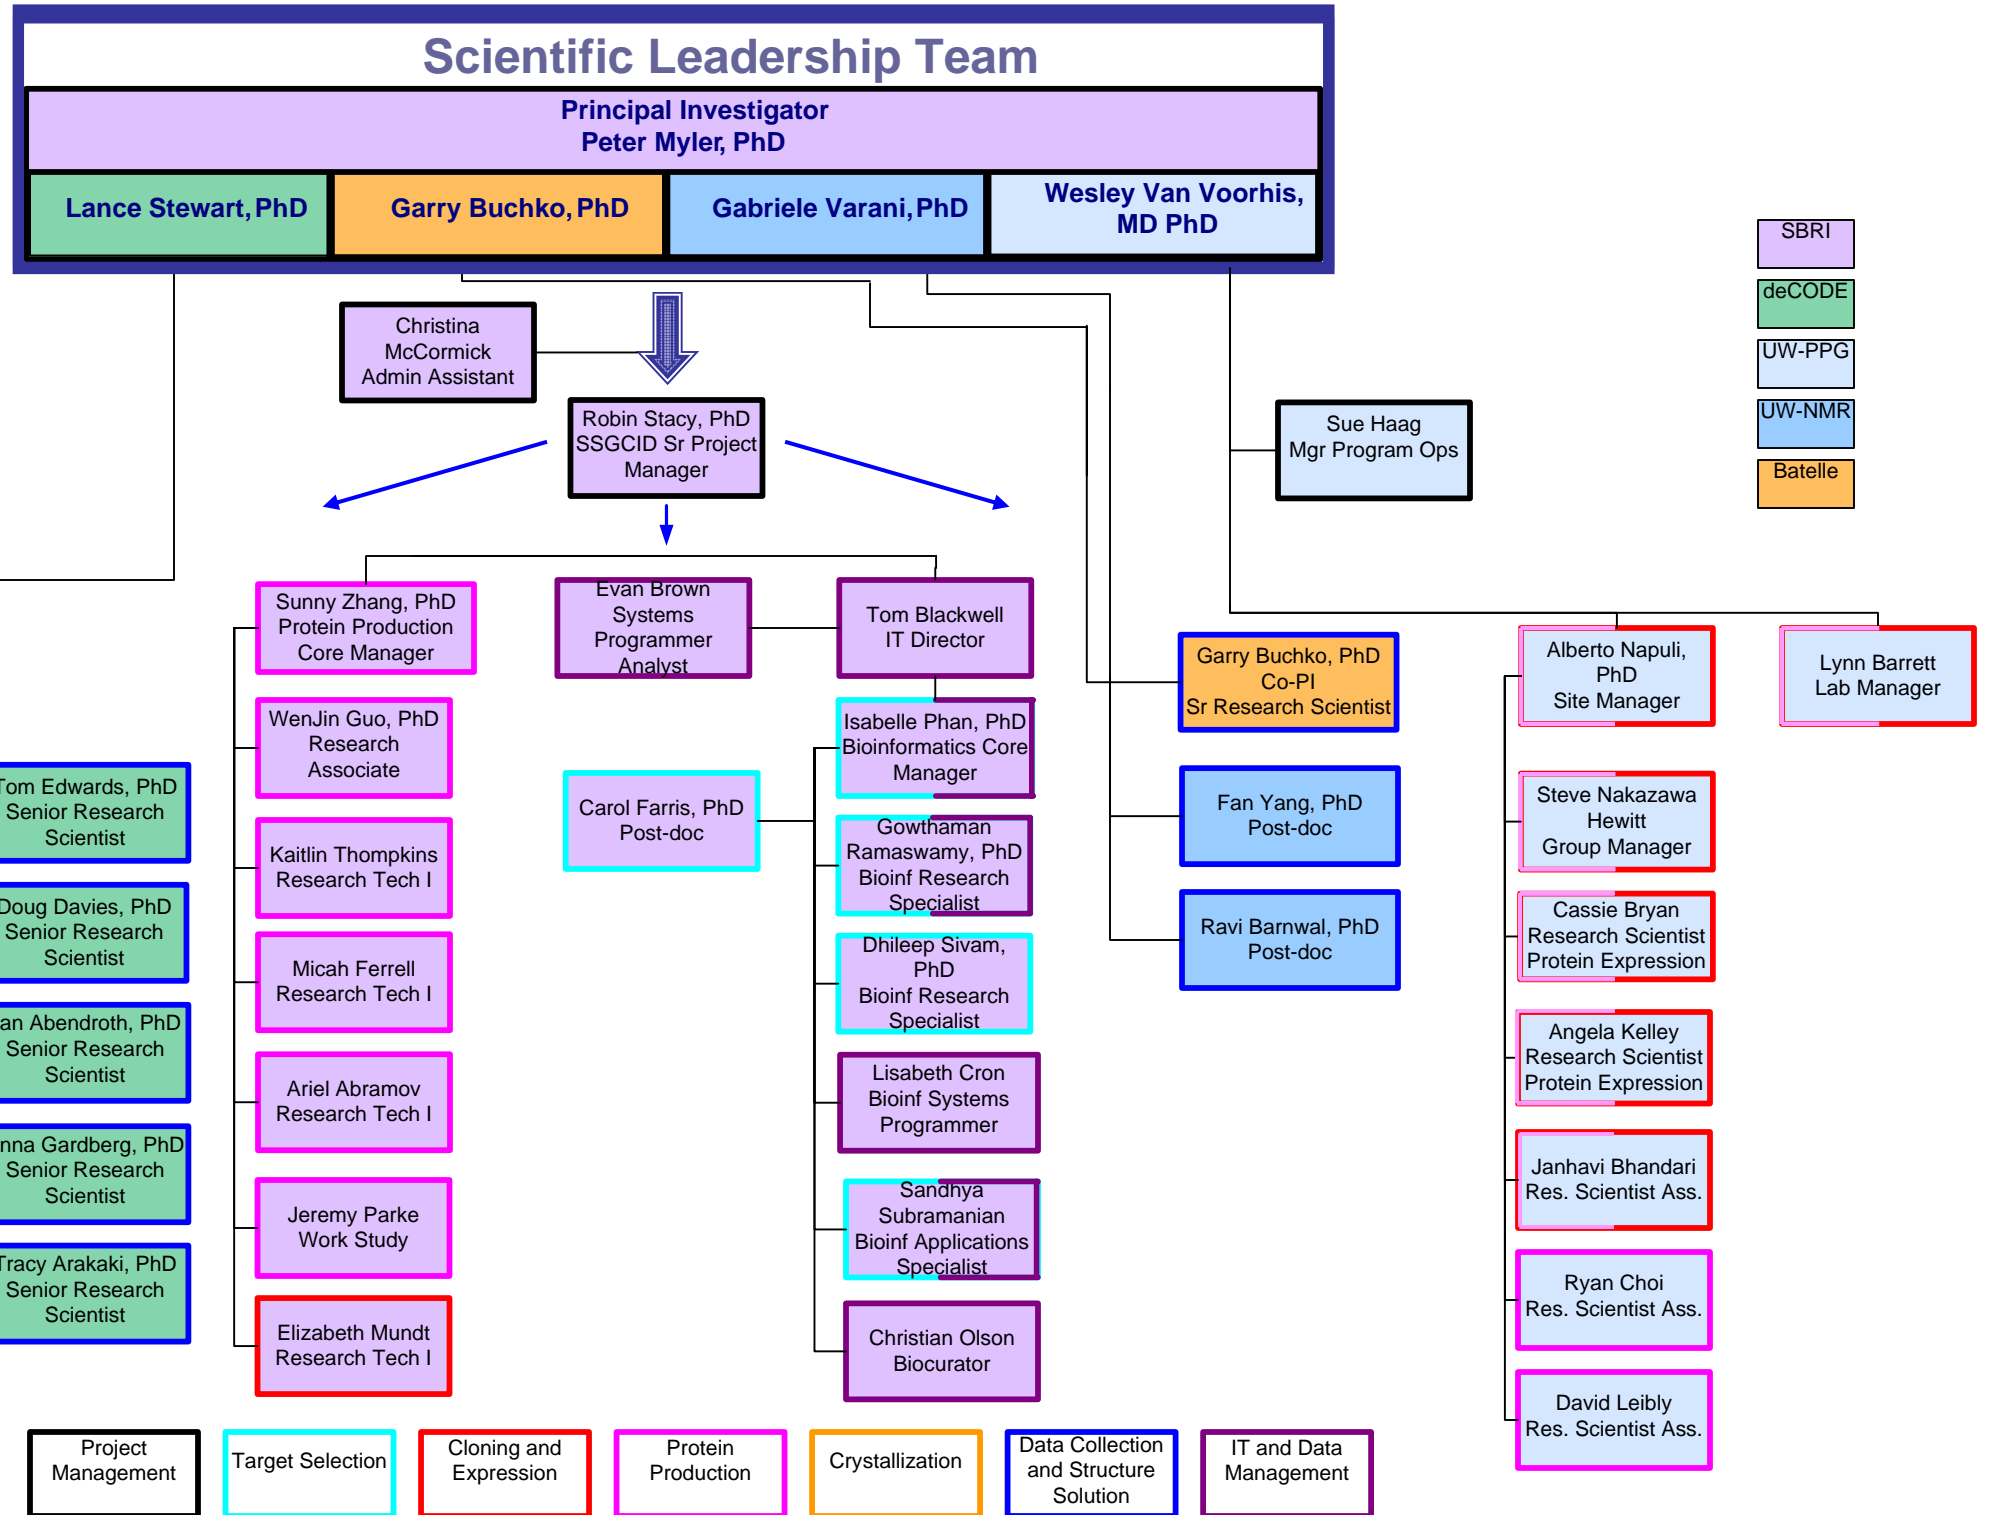 Scientific Leadership Team
Principal Investigator
Peter Myler, PhD
Lance Stewart, PhD
Garry Buchko, PhD
Gabriele Varani, PhD
Wesley Van Voorhis,
MD PhD
SBRI
deCODE
UW-PPG
UW-NMR
Batelle
Christina
McCormick
Admin Assistant
Robin Stacy, PhD
SSGCID Sr Project
Manager
Sue Haag
Mgr Program Ops
Tom Edwards, PhD
Senior Research
Scientist
Doug Davies, PhD
Senior Research
Scientist
an Abendroth, PhD
Senior Research
Scientist
nna Gardberg, PhD
Senior Research
Scientist
Tracy Arakaki, PhD
Senior Research
Scientist
Sunny Zhang, PhD
Protein Production
Core Manager
WenJin Guo, PhD
Research
Associate
Kaitlin Thompkins
Research Tech I
Micah Ferrell
Research Tech I
Ariel Abramov
Research Tech I
Jeremy Parke
Work Study
Elizabeth Mundt
Research Tech I
Evan Brown
Systems
Programmer
Analyst
Tom Blackwell
IT Director
Carol Farris, PhD
Post-doc
Isabelle Phan, PhD
Bioinformatics Core
Manager
Gowthaman
Ramaswamy, PhD
Bioinf Research
Specialist
Dhileep Sivam,
PhD
Bioinf Research
Specialist
Lisabeth Cron
Bioinf Systems
Programmer
Sandhya
Subramanian
Bioinf Applications
Specialist
Christian Olson
Biocurator
Garry Buchko, PhD
Co-PI
Sr Research Scientist
Fan Yang, PhD
Post-doc
Ravi Barnwal, PhD
Post-doc
Alberto Napuli,
PhD
Site Manager
Lynn Barrett
Lab Manager
Steve Nakazawa
Hewitt
Group Manager
Cassie Bryan
Research Scientist
Protein Expression
Angela Kelley
Research Scientist
Protein Expression
Janhavi Bhandari
Res. Scientist Ass.
Ryan Choi
Res. Scientist Ass.
David Leibly
Res. Scientist Ass.
Project
Management
Target Selection
Cloning and
Expression
Protein
Production
Crystallization
Data Collection
and Structure
Solution
IT and Data
Management